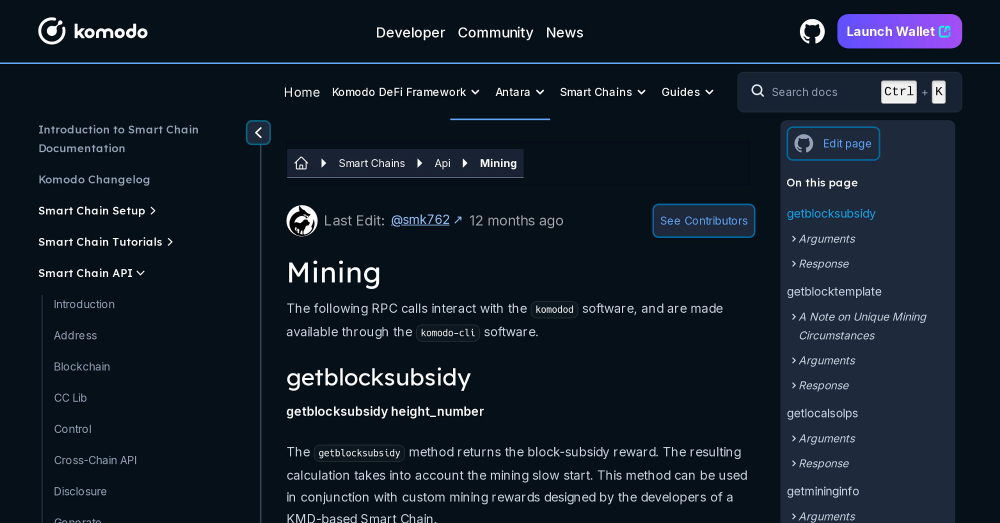 komodo
Developer Community News
Launch Wallet
Home Komodo DeFi Framework Antara Smart Chains Guides
Search docs Ctrl + K
Introduction to Smart Chain
Documentation
Komodo Changelog
Smart Chain Setup
Smart Chain Tutorials
Smart Chain API
Introduction
Address
Blockchain
CC Lib
Control
Cross-Chain API
Disclosure
Generate
Smart Chains Api Mining
Last Edit: @smk762 ↗ 12 months ago
See Contributors
Mining
The following RPC calls interact with the komodod software, and are made
available through the komodo-cli software.
getblocksubsidy
getblocksubsidy height_number
The getblocksubsidy method returns the block-subsidy reward. The resulting
calculation takes into account the mining slow start. This method can be used
in conjunction with custom mining rewards designed by the developers of a
KMD-based Smart Chain.
Edit page
On this page
getblocksubsidy
Arguments
Response
getblocktemplate
A Note on Unique Mining
Circumstances
Arguments
Response
getlocalsolps
Arguments
Response
getmininginfo
Arguments